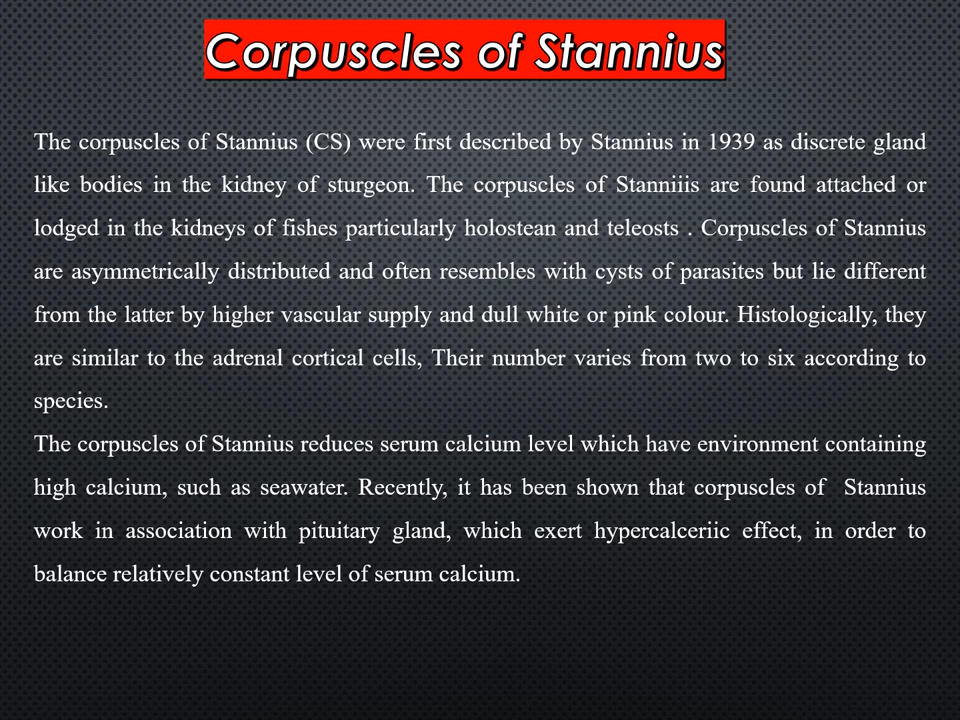 Corpuscles of Stannius
The corpuscles of Stannius (CS) were first described by Stannius in 1939 as discrete gland
like bodies in the kidney of sturgeon. The corpuscles of Stanniiis are found attached or
lodged in the kidneys of fishes particularly holostean and teleosts . Corpuscles of Stannius
are asymmetrically distributed and often resembles with cysts of parasites but lie different
from the latter by higher vascular supply and dull white or pink colour. Histologically, they
are similar to the adrenal cortical cells, Their number varies from two to six according to
species.
The corpuscles of Stannius reduces serum calcium level which have environment containing
high calcium, such as seawater. Recently, it has been shown that corpuscles of  Stannius
work in association with pituitary gland, which exert hypercalceriic effect, in order to
balance relatively constant level of serum calcium.